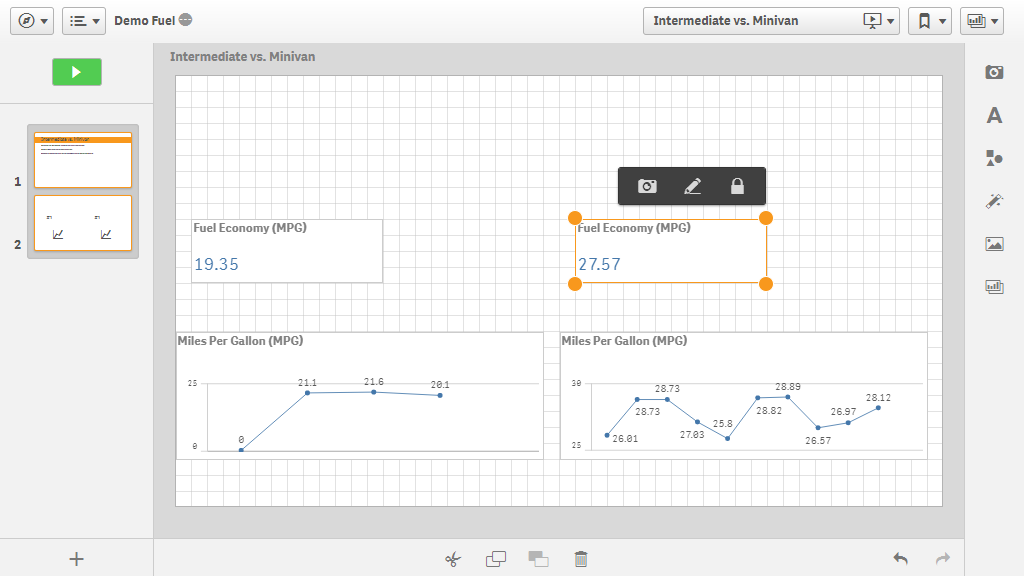 Demo Fuel
Intermediate vs. Minivan
Intermediate vs. Minivan
1
2
A
Fuel Economy (MPG)
19.35
Fuel Economy (MPG)
27.57
Miles Per Gallon (MPG)
25
21.1
21.6
20.1
0
0
Miles Per Gallon (MPG)
30
28.73
28.89
28.12
28.73
28.82
26.97
25.8
27.03
26.01
26.57
25